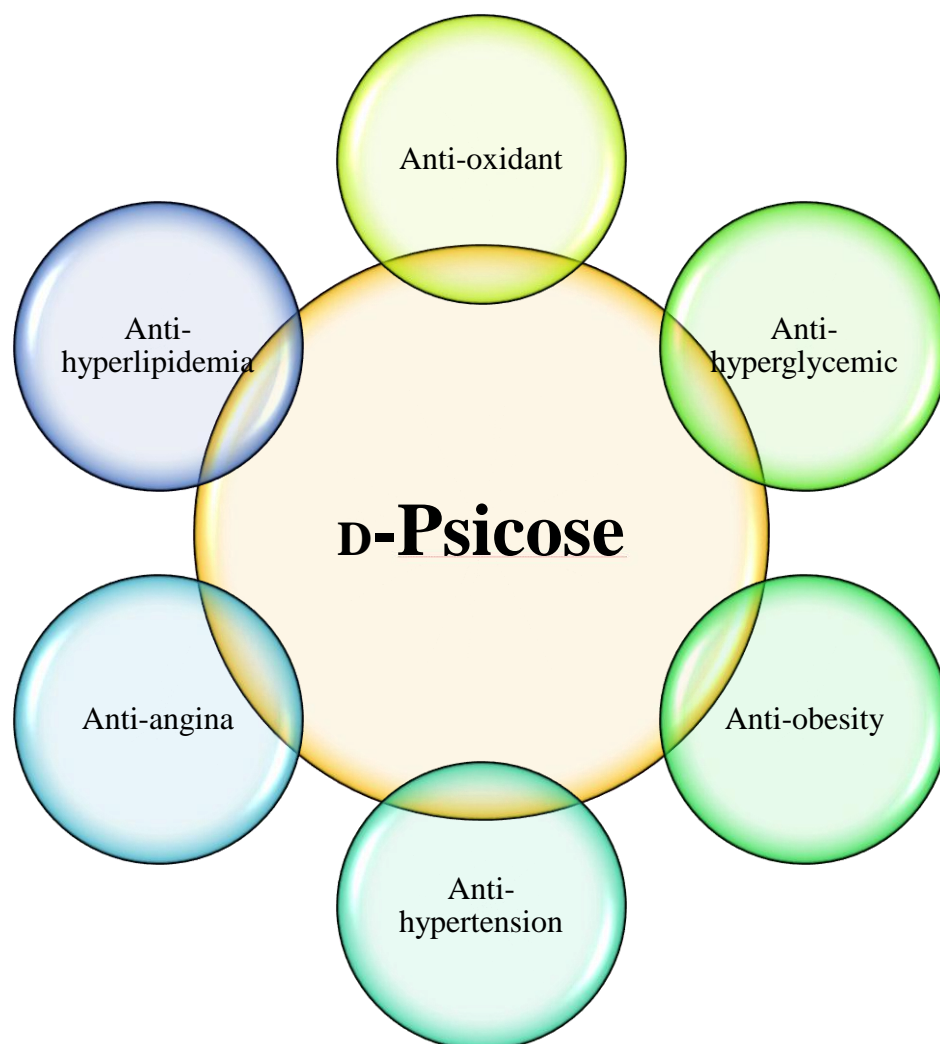 Anti-oxidant
Anti-
hyperlipidemia
Anti-
hyperglycemic
D-Psicose
Anti-angina
Anti-obesity
Anti-
hypertension